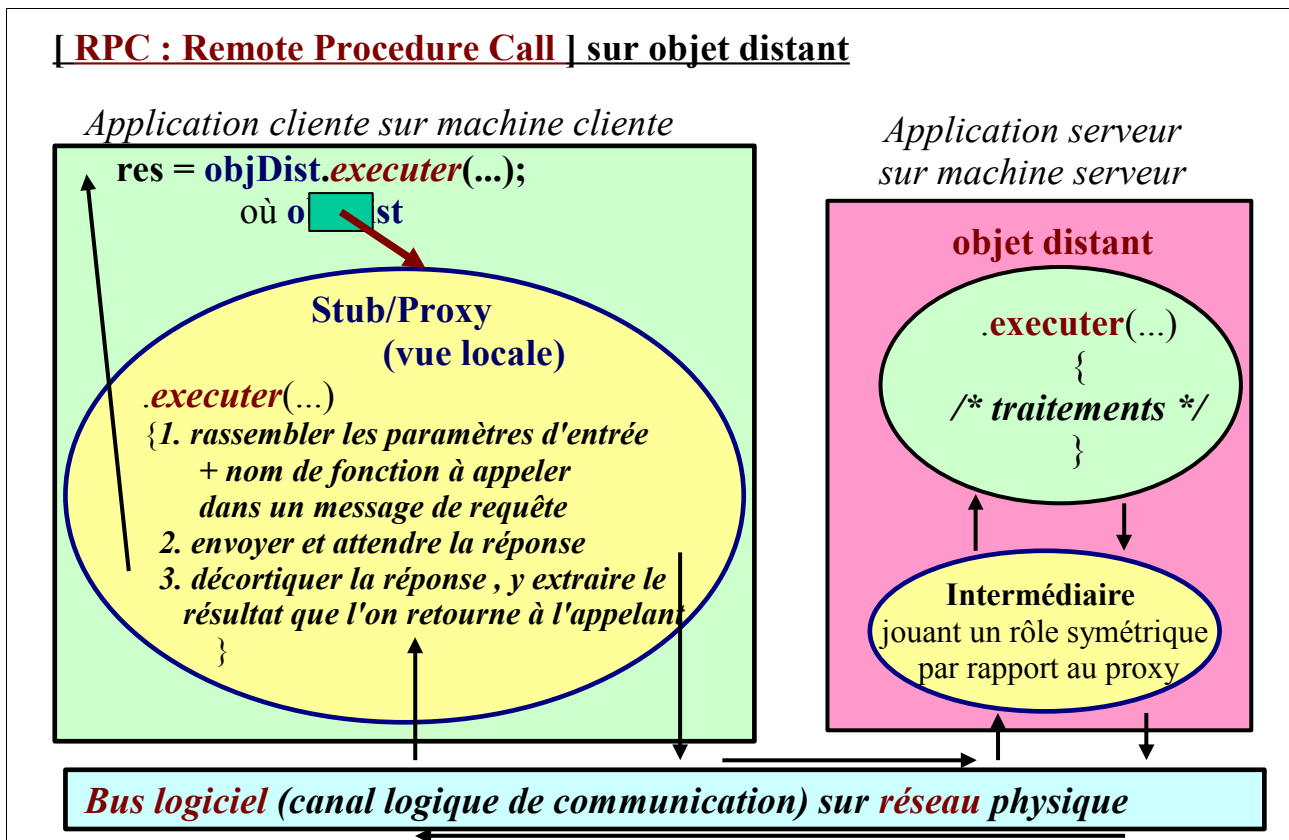 [ RPC : Remote Procedure Call ] sur objet distant
Application cliente sur machine cliente
res = objDist.executer(...);
où
Stub/Proxy
(vue locale)
.executer(...)
{1. rassembler les paramètres d'entrée
+ nom de fonction à appeler
dans un message de requête
2. envoyer et attendre la réponse
3. décortiquer la réponse , y extraire le
résultat que l'on retourne à l'appelant
}
Application serveur
sur machine serveur
objet distant
.executer(...)
{
/* traitements */
}
Intermédiaire
jouant un rôle symétrique
par rapport au proxy
Bus logiciel (canal logique de communication) sur réseau physique